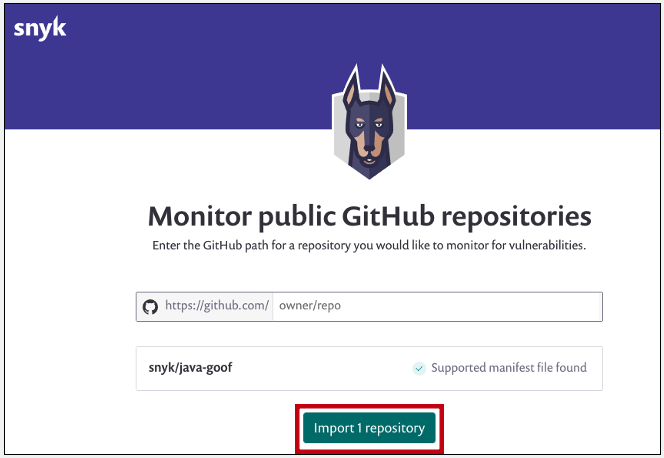 snyk
Monitor public GitHub repositories
Enter the GitHub path for a repository you would like to monitor for vulnerabilities.
https://github.com/ owner/repo
snyk/java-goof Supported manifest file found
Import 1 repository